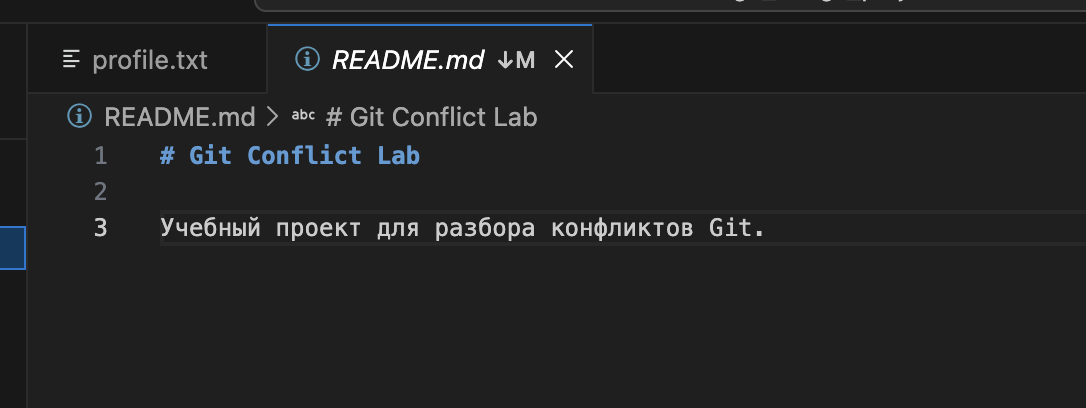 profile.txt
README.md ↓M
README.md > abc # Git Conflict Lab
1 # Git Conflict Lab
2
3 Учебный проект для разбора конфликтов Git.